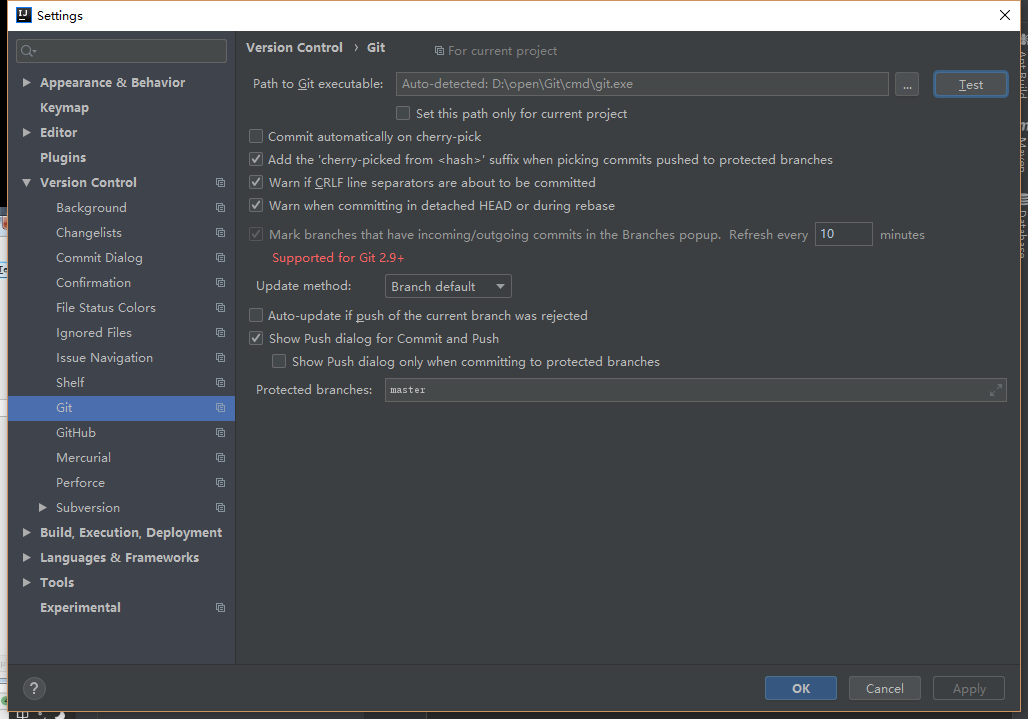 Settings
Appearance & Behavior
Keymap
Editor
Plugins
Version Control
Background
Changelists
Commit Dialog
Confirmation
File Status Colors
Ignored Files
Issue Navigation
Shelf
Git
GitHub
Mercurial
Perforce
Subversion
Build, Execution, Deployment
Languages & Frameworks
Tools
Experimental
Version Control › Git For current project
Path to Git executable: Auto-detected: D:\open\Git\cmd\git.exe ... Test
Set this path only for current project
Commit automatically on cherry-pick
Add the 'cherry-picked from <hash>' suffix when picking commits pushed to protected branches
Warn if CRLF line separators are about to be committed
Warn when committing in detached HEAD or during rebase
Mark branches that have incoming/outgoing commits in the Branches popup. Refresh every 10 minutes
Supported for Git 2.9+
Update method: Branch default
Auto-update if push of the current branch was rejected
Show Push dialog for Commit and Push
Show Push dialog only when committing to protected branches
Protected branches: master
? OK Cancel Apply
Ant Build
Maven
Database